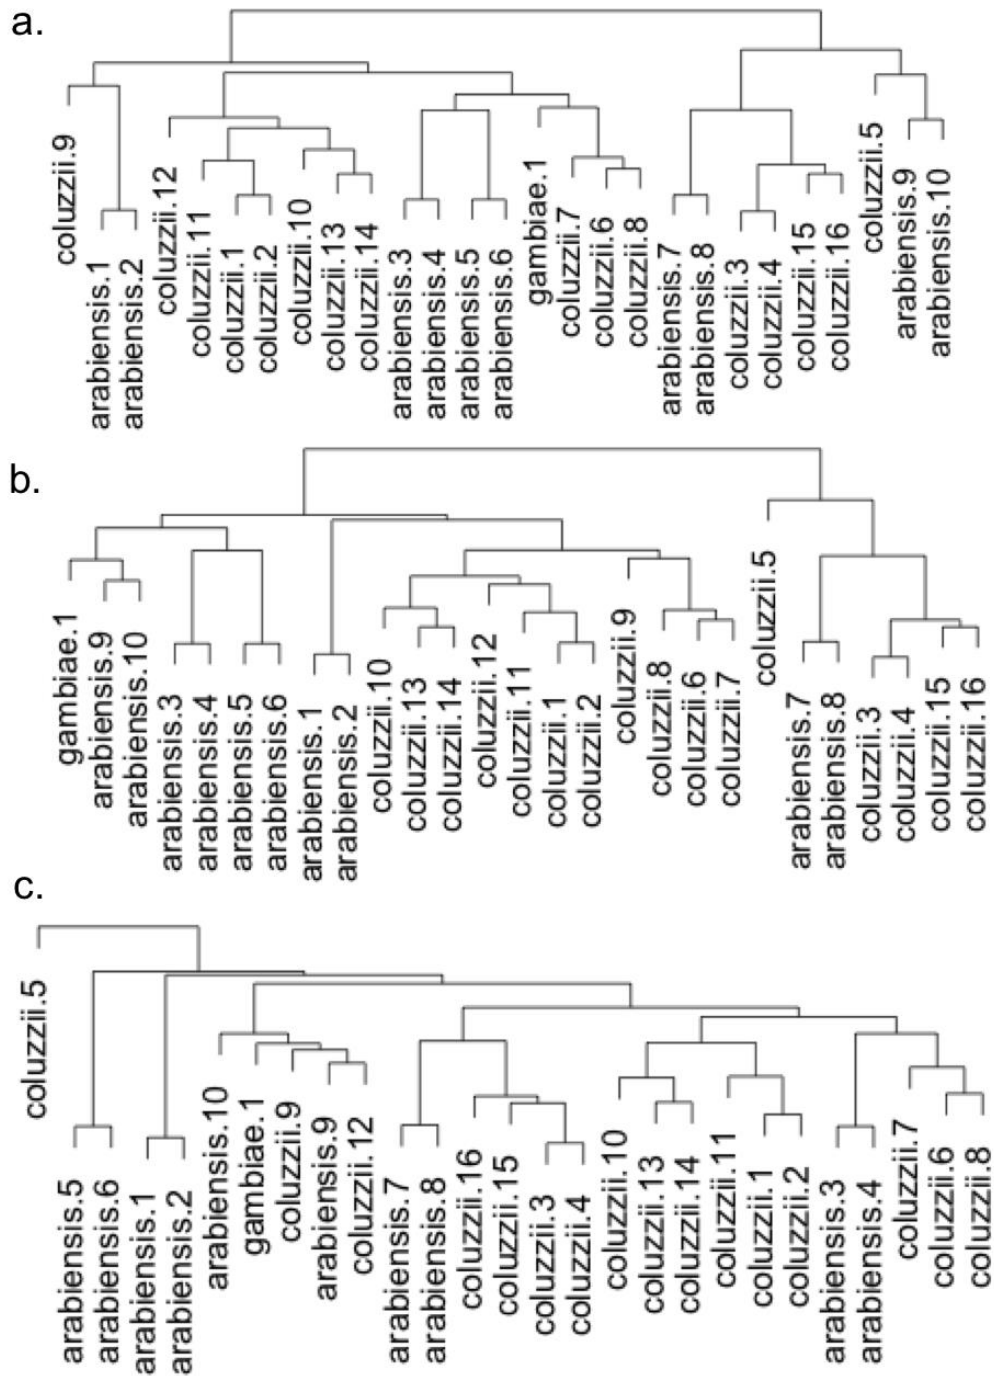 a.
coluzzii.9
arabiensis.1
arabiensis.2
coluzzii.12
coluzzii.11
coluzzii.1
coluzzii.2
coluzzii.10
coluzzii.13
coluzzii.14
arabiensis.3
arabiensis.4
arabiensis.5
arabiensis.6
gambiae.1
coluzzii.7
coluzzii.6
coluzzii.8
arabiensis.7
arabiensis.8
coluzzii.3
coluzzii.4
coluzzii.15
coluzzii.16
coluzzii.5
arabiensis.9
arabiensis.10
b.
gambiae.1
arabiensis.9
arabiensis.10
arabiensis.3
arabiensis.4
arabiensis.5
arabiensis.6
arabiensis.1
arabiensis.2
coluzzii.10
coluzzii.13
coluzzii.14
coluzzii.12
coluzzii.11
coluzzii.1
coluzzii.2
coluzzii.9
coluzzii.8
coluzzii.6
coluzzii.7
coluzzii.5
arabiensis.7
arabiensis.8
coluzzii.3
coluzzii.4
coluzzii.15
coluzzii.16
c.
coluzzii.5
arabiensis.5
arabiensis.6
arabiensis.1
arabiensis.2
arabiensis.10
gambiae.1
coluzzii.9
arabiensis.9
coluzzii.12
arabiensis.7
arabiensis.8
coluzzii.16
coluzzii.15
coluzzii.3
coluzzii.4
coluzzii.10
coluzzii.13
coluzzii.14
coluzzii.11
coluzzii.1
coluzzii.2
arabiensis.3
arabiensis.4
coluzzii.7
coluzzii.6
coluzzii.8